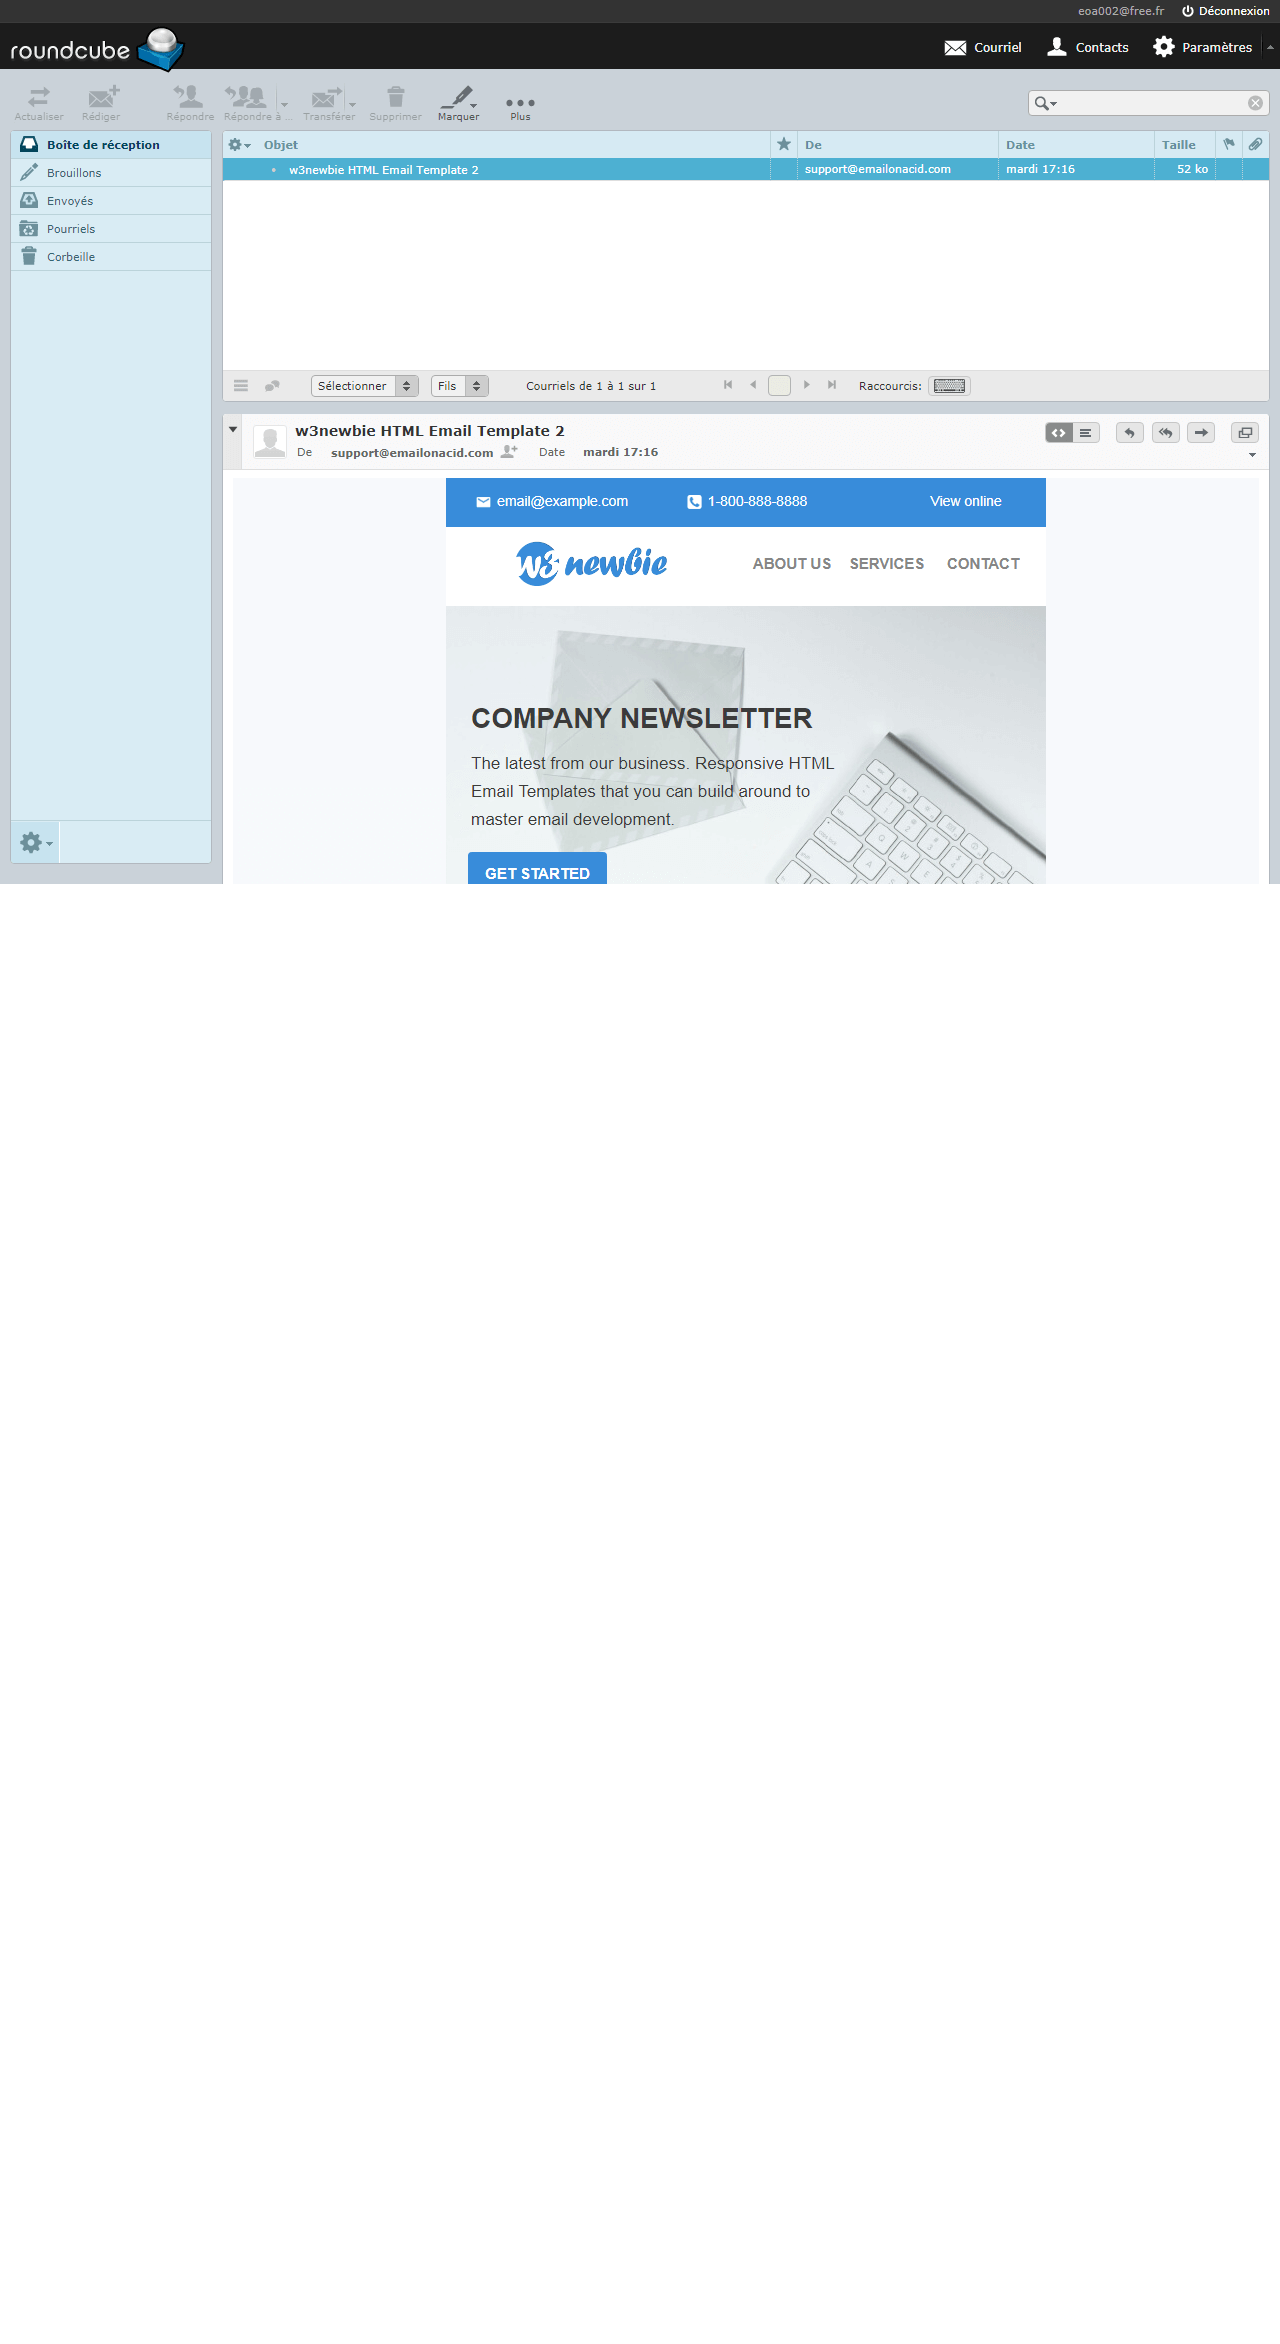 eoa002@free.fr Déconnexion
roundcube Courriel Contacts Paramètres
Actualiser Rédiger Répondre Répondre à ... Transférer Supprimer Marquer Plus
Boîte de réception
Brouillons
Envoyés
Pourriels
Corbeille
Objet De Date Taille
w3newbie HTML Email Template 2 support@emailonacid.com mardi 17:16 52 ko
Sélectionner Fils Courriels de 1 à 1 sur 1 Raccourcis:
w3newbie HTML Email Template 2
De support@emailonacid.com Date mardi 17:16
email@example.com 1-800-888-8888 View online
w3 newbie ABOUT US SERVICES CONTACT
COMPANY NEWSLETTER
The latest from our business. Responsive HTML
Email Templates that you can build around to
master email development.
GET STARTED